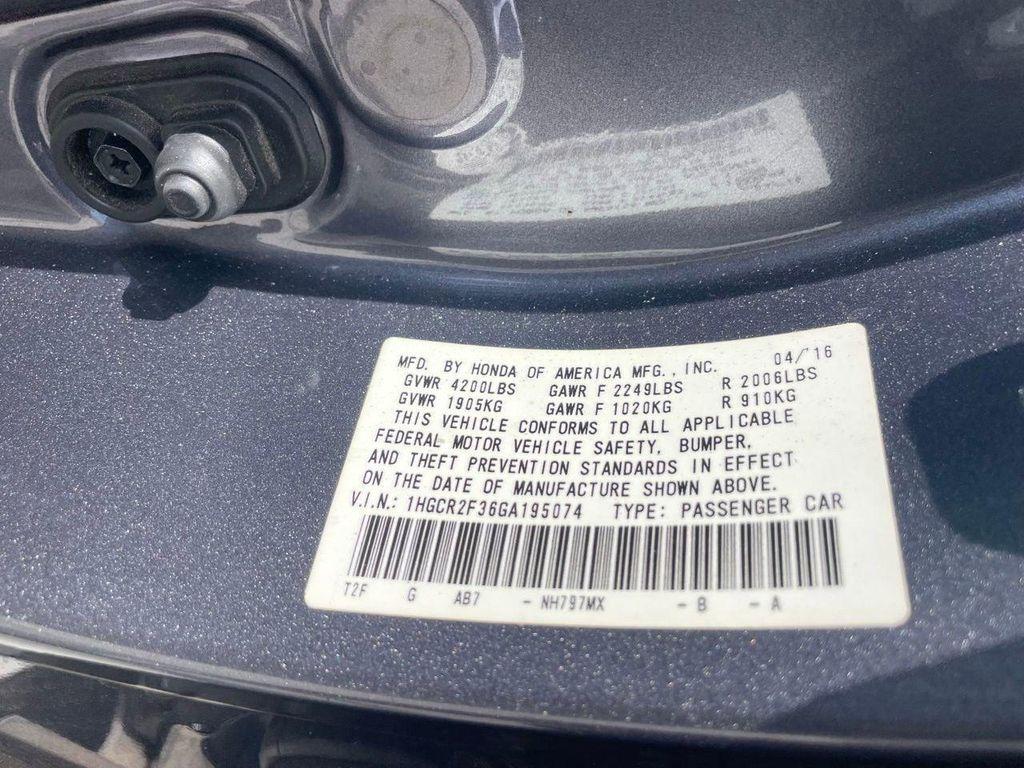 MFD. BY HONDA OF AMERICA MFG., INC. 04/'16
GVWR 4200LBS GAWR F 2249LBS R 2006LBS
GVWR 1905KG GAWR F 1020KG R 910KG
THIS VEHICLE CONFORMS TO ALL APPLICABLE
FEDERAL MOTOR VEHICLE SAFETY, BUMPER,
AND THEFT PREVENTION STANDARDS IN EFFECT
ON THE DATE OF MANUFACTURE SHOWN ABOVE.
V.I.N.: 1HGCR2F36GA195074 TYPE: PASSENGER CAR
T2F G AB7 - NH797MX - B - A